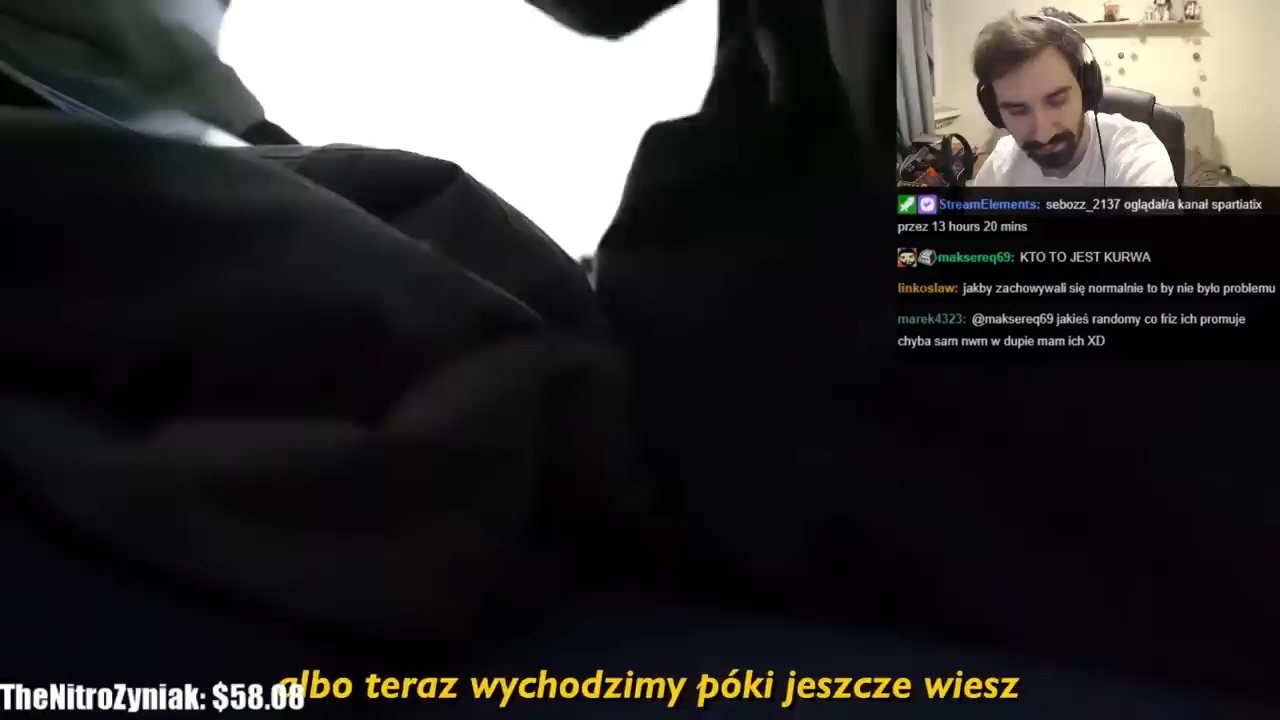 StreamElements: sebozz_2137 oglądał/a kanał spartiatix
przez 13 hours 20 mins
maksereq69: KTO TO JEST KURWA
linkoslaw: jakby zachowywali się normalnie to by nie było problemu
marek4323: @maksereq69 jakieś randomy co friz ich promuje
chyba sam nwm w dupie mam ich XD
TheNitroZyniak: $58.08
albo teraz wychodzimy póki jeszcze wiesz